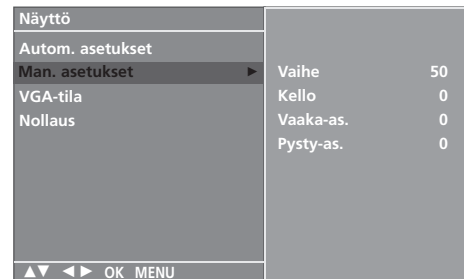 Näyttö
Autom. asetukset
Man. asetukset ►
VGA-tila
Nollaus
Vaihe 50
Kello 0
Vaaka-as. 0
Pysty-as. 0
▲▼ ◄► OK MENU